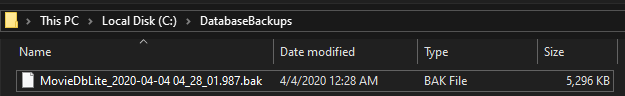 This PC > Local Disk (C:) > DatabaseBackups
Name Date modified Type Size
MovieDbLite_2020-04-04 04_28_01.987.bak 4/4/2020 12:28 AM BAK File 5,296 KB